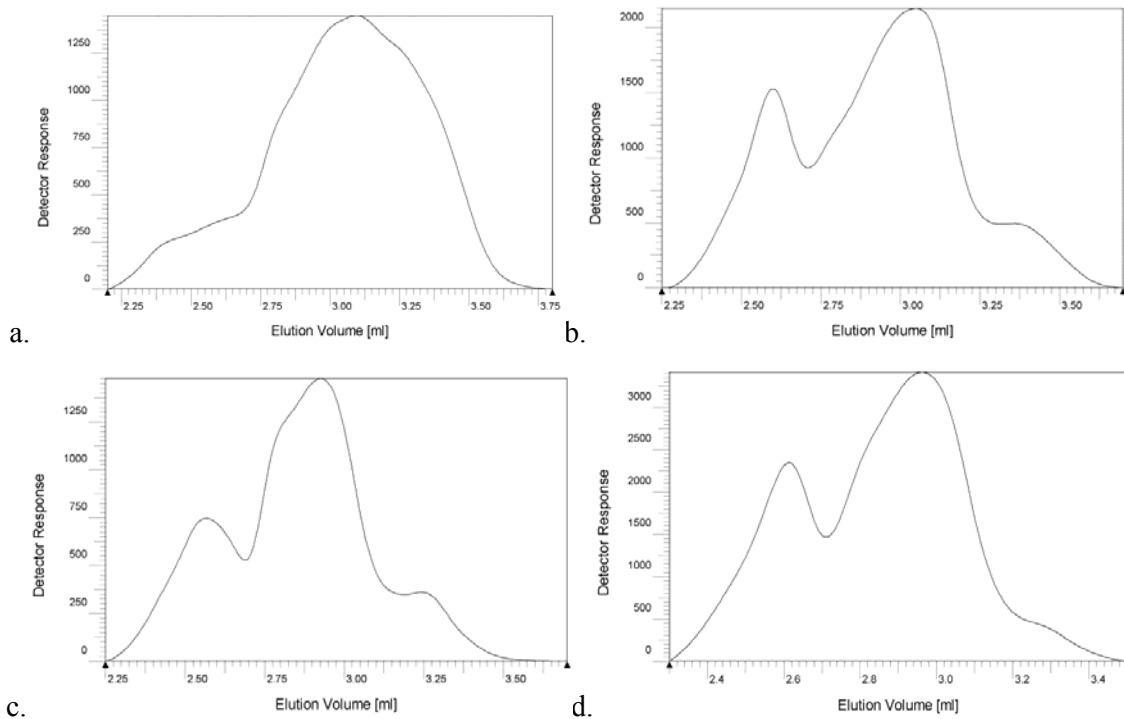 1250
1000
750
500
250
0
Detector Response
2.25 2.50 2.75 3.00 3.25 3.50 3.75
Elution Volume [ml]
a.
2000
1500
1000
500
0
Detector Response
2.25 2.50 2.75 3.00 3.25 3.50
Elution Volume [ml]
b.
1250
1000
750
500
250
0
Detector Response
2.25 2.50 2.75 3.00 3.25 3.50
Elution Volume [ml]
c.
3000
2500
2000
1500
1000
500
0
Detector Response
2.4 2.6 2.8 3.0 3.2 3.4
Elution Volume [ml]
d.